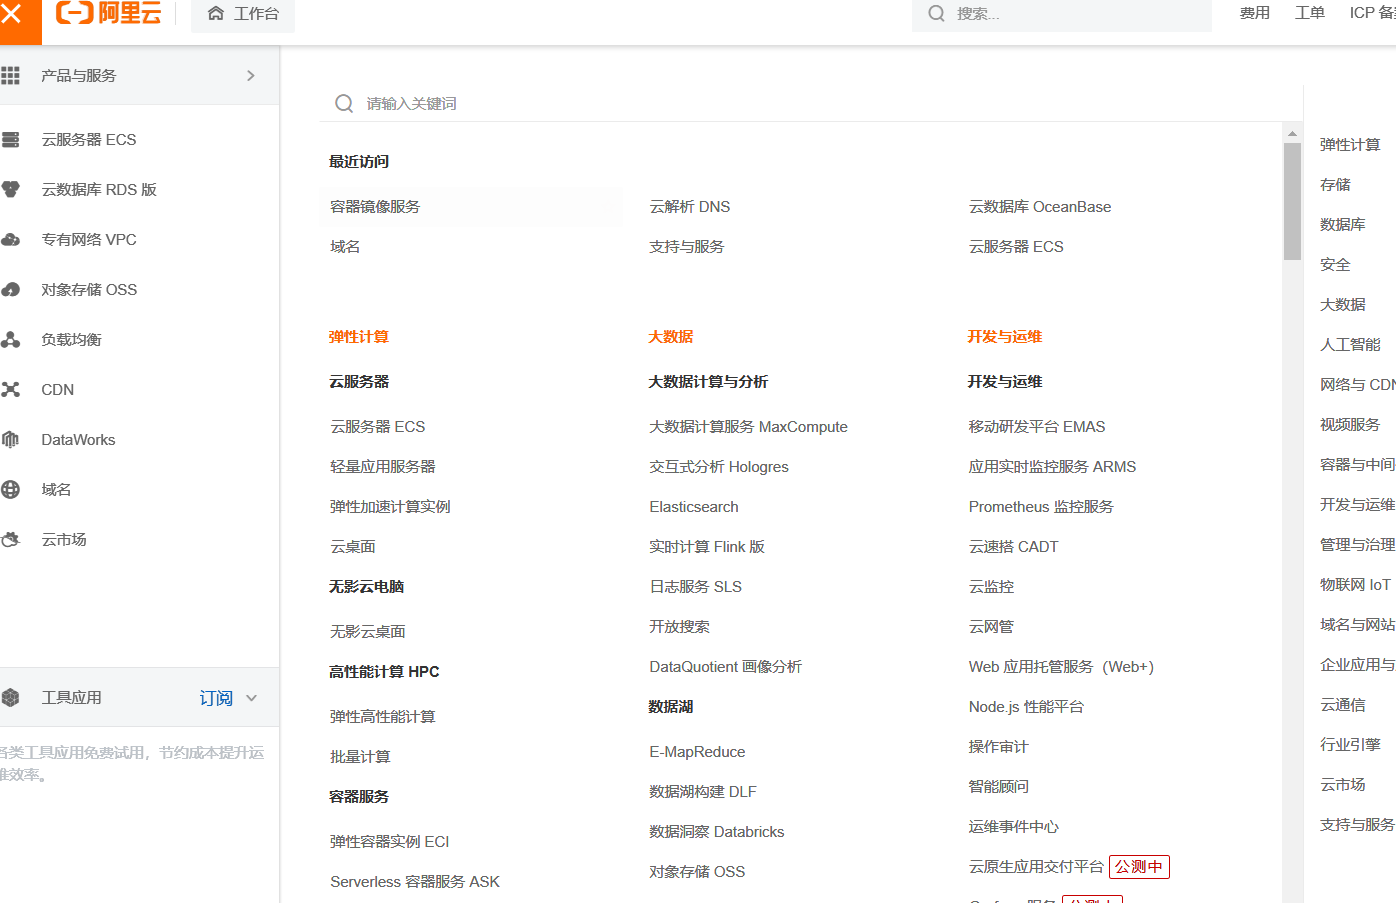 阿里云
工作台
搜索...
费用
工单
ICP 备
产品与服务
云服务器 ECS
云数据库 RDS 版
专有网络 VPC
对象存储 OSS
负载均衡
CDN
DataWorks
域名
云市场
工具应用
订阅
各类工具应用免费试用，节约成本提升运
维效率。
请输入关键词
最近访问
容器镜像服务
云解析 DNS
云数据库 OceanBase
域名
支持与服务
云服务器 ECS
弹性计算
云服务器
云服务器 ECS
轻量应用服务器
弹性加速计算实例
云桌面
无影云电脑
无影云桌面
高性能计算 HPC
弹性高性能计算
批量计算
容器服务
弹性容器实例 ECI
Serverless 容器服务 ASK
大数据
大数据计算与分析
大数据计算服务 MaxCompute
交互式分析 Hologres
Elasticsearch
实时计算 Flink 版
日志服务 SLS
开放搜索
DataQuotient 画像分析
数据湖
E-MapReduce
数据湖构建 DLF
数据洞察 Databricks
对象存储 OSS
开发与运维
开发与运维
移动研发平台 EMAS
应用实时监控服务 ARMS
Prometheus 监控服务
云速搭 CADT
云监控
云网管
Web 应用托管服务（Web+）
Node.js 性能平台
操作审计
智能顾问
运维事件中心
云原生应用交付平台 公测中
弹性计算
存储
数据库
安全
大数据
人工智能
网络与 CDN
视频服务
容器与中间
开发与运维
管理与治理
物联网 IoT
域名与网站
企业应用与
云通信
行业引擎
云市场
支持与服务